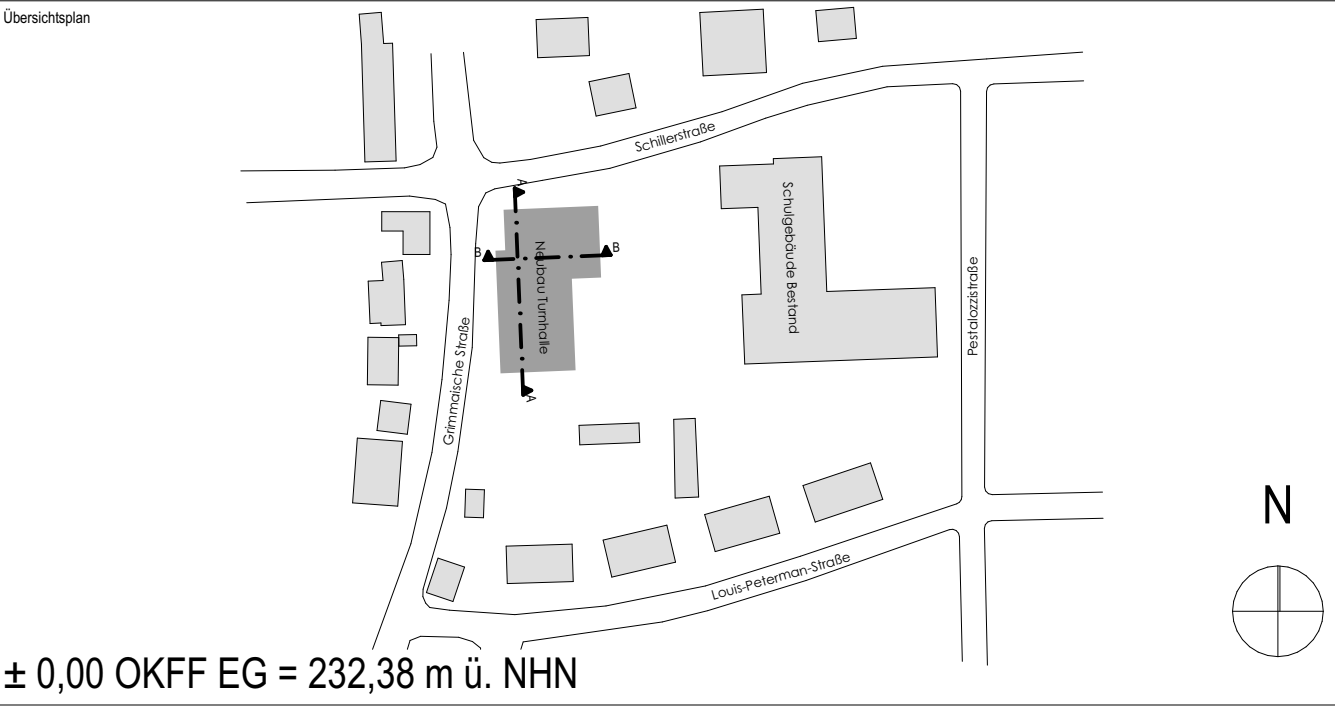 Übersichtsplan
Schillerstraße
A
B
B
Neubau Turnhalle
Schulgebäude Bestand
Pestalozzistraße
Grimmaische Straße
A
Louis-Peterman-Straße
N
± 0,00 OKFF EG = 232,38 m ü. NHN